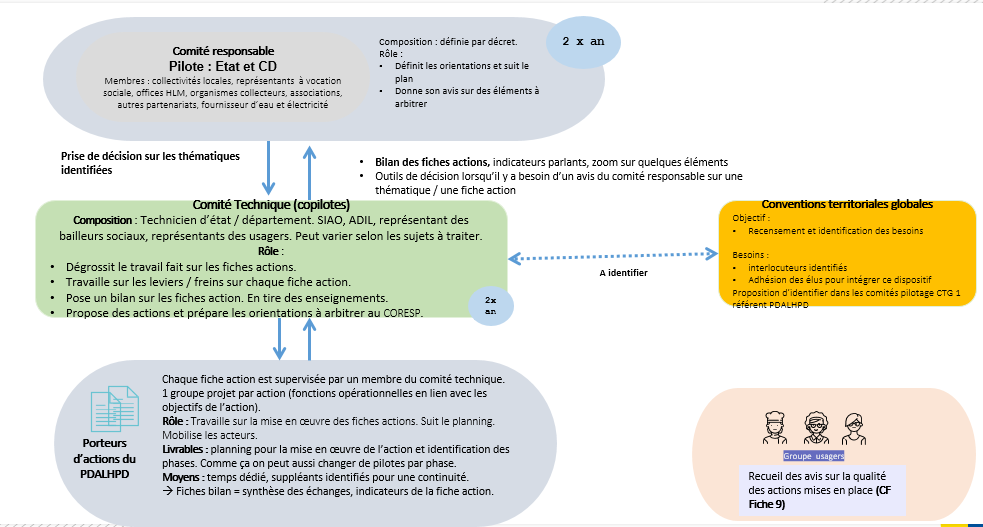 Comité responsable
Pilote : Etat et CD
Membres : collectivités locales, représentants à vocation
sociale, offices HLM, organismes collecteurs, associations,
autres partenariats, fournisseur d'eau et électricité
Composition : définie par décret.
Rôle :
• Définit les orientations et suit le
plan
• Donne son avis sur des éléments à
arbitrer
2 x an
Prise de décision sur les thématiques
identifiées
• Bilan des fiches actions, indicateurs parlants, zoom sur quelques éléments
• Outils de décision lorsqu'il y a besoin d'un avis du comité responsable sur une
thématique / une fiche action
Comité Technique (copilotes)
Composition : Technicien d'état / département. SIAO, ADIL, représentant des
bailleurs sociaux, représentants des usagers. Peut varier selon les sujets à traiter.
Rôle :
• Dégrossit le travail fait sur les fiches actions.
• Travaille sur les leviers / freins sur chaque fiche action.
• Pose un bilan sur les fiches action. En tire des enseignements.
• Propose des actions et prépare les orientations à arbitrer au CORESP.
2x
an
A identifier
Conventions territoriales globales
Objectif :
• Recensement et identification des besoins
Besoins :
• interlocuteurs identifiés
• Adhésion des élus pour intégrer ce dispositif
Proposition d'identifier dans les comités pilotage CTG 1
référent PDALHPD
Porteurs
d'actions du
PDALHPD
Chaque fiche action est supervisée par un membre du comité technique.
1 groupe projet par action (fonctions opérationnelles en lien avec les
objectifs de l'action).
Rôle : Travaille sur la mise en œuvre des fiches actions. Suit le planning.
Mobilise les acteurs.
Livrables : planning pour la mise en œuvre de l'action et identification des
phases. Comme ça on peut aussi changer de pilotes par phase.
Moyens : temps dédié, suppléants identifiés pour une continuité.
→ Fiches bilan = synthèse des échanges, indicateurs de la fiche action.
Groupe usagers
Recueil des avis sur la qualité
des actions mises en place (CF
Fiche 9)